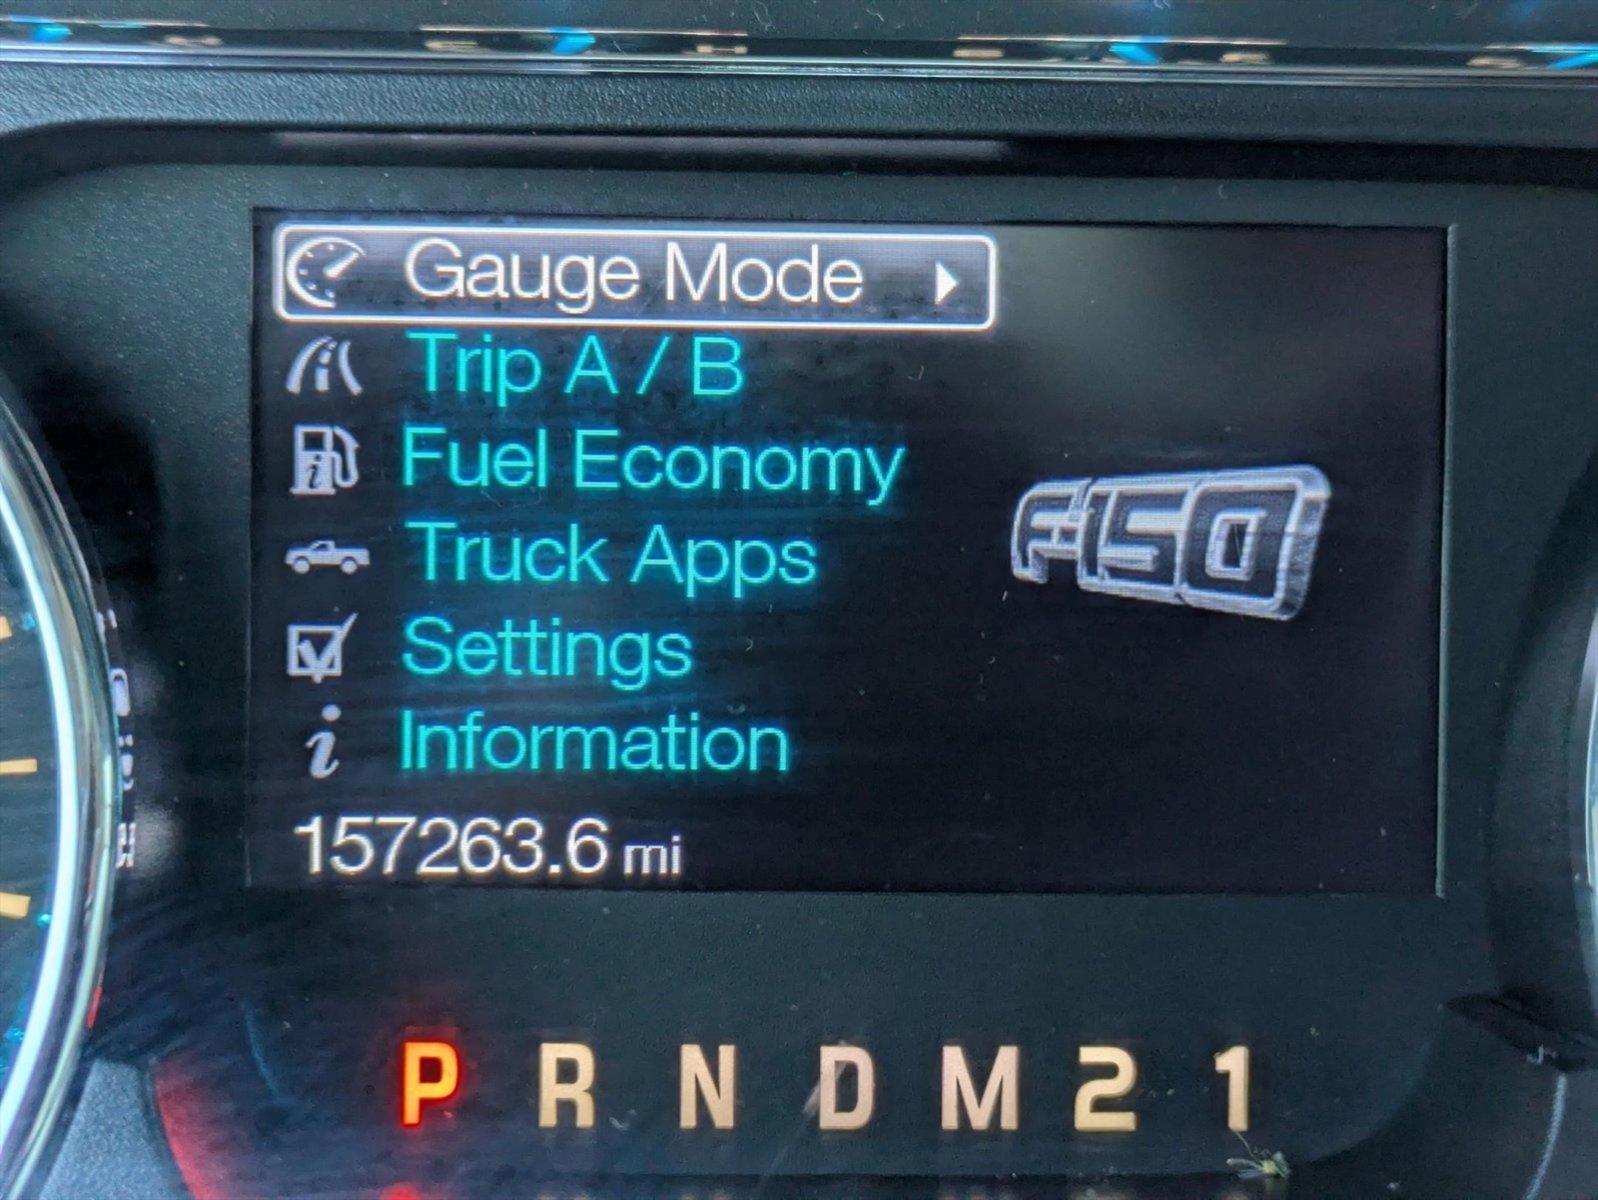 Gauge Mode
Trip A / B
Fuel Economy
Truck Apps
Settings
Information
F-150
157263.6 mi
P R N D M 2 1